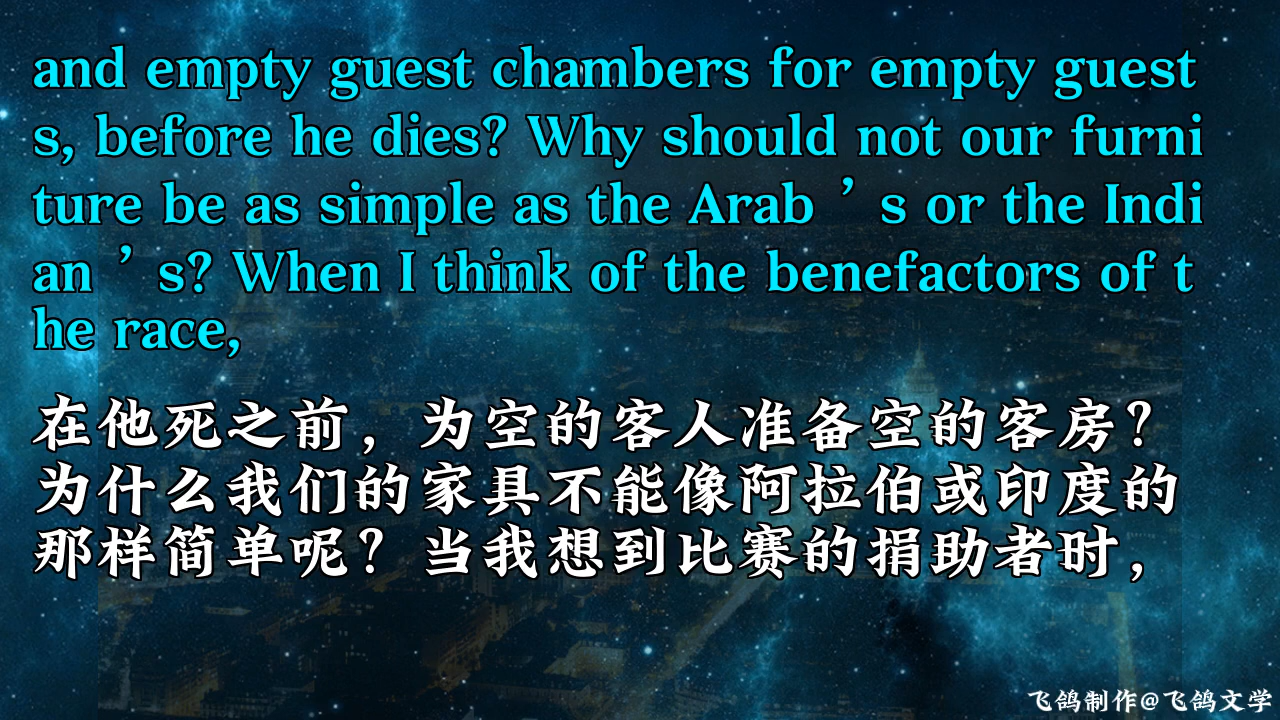 and empty guest chambers for empty guest
s, before he dies? Why should not our furni
ture be as simple as the Arab ’ s or the Indi
an ’ s? When I think of the benefactors of t
he race,
在他死之前，为空的客人准备空的客房？
为什么我们的家具不能像阿拉伯或印度的
那样简单呢？当我想到比赛的捐助者时，
飞鸽制作@飞鸽文学